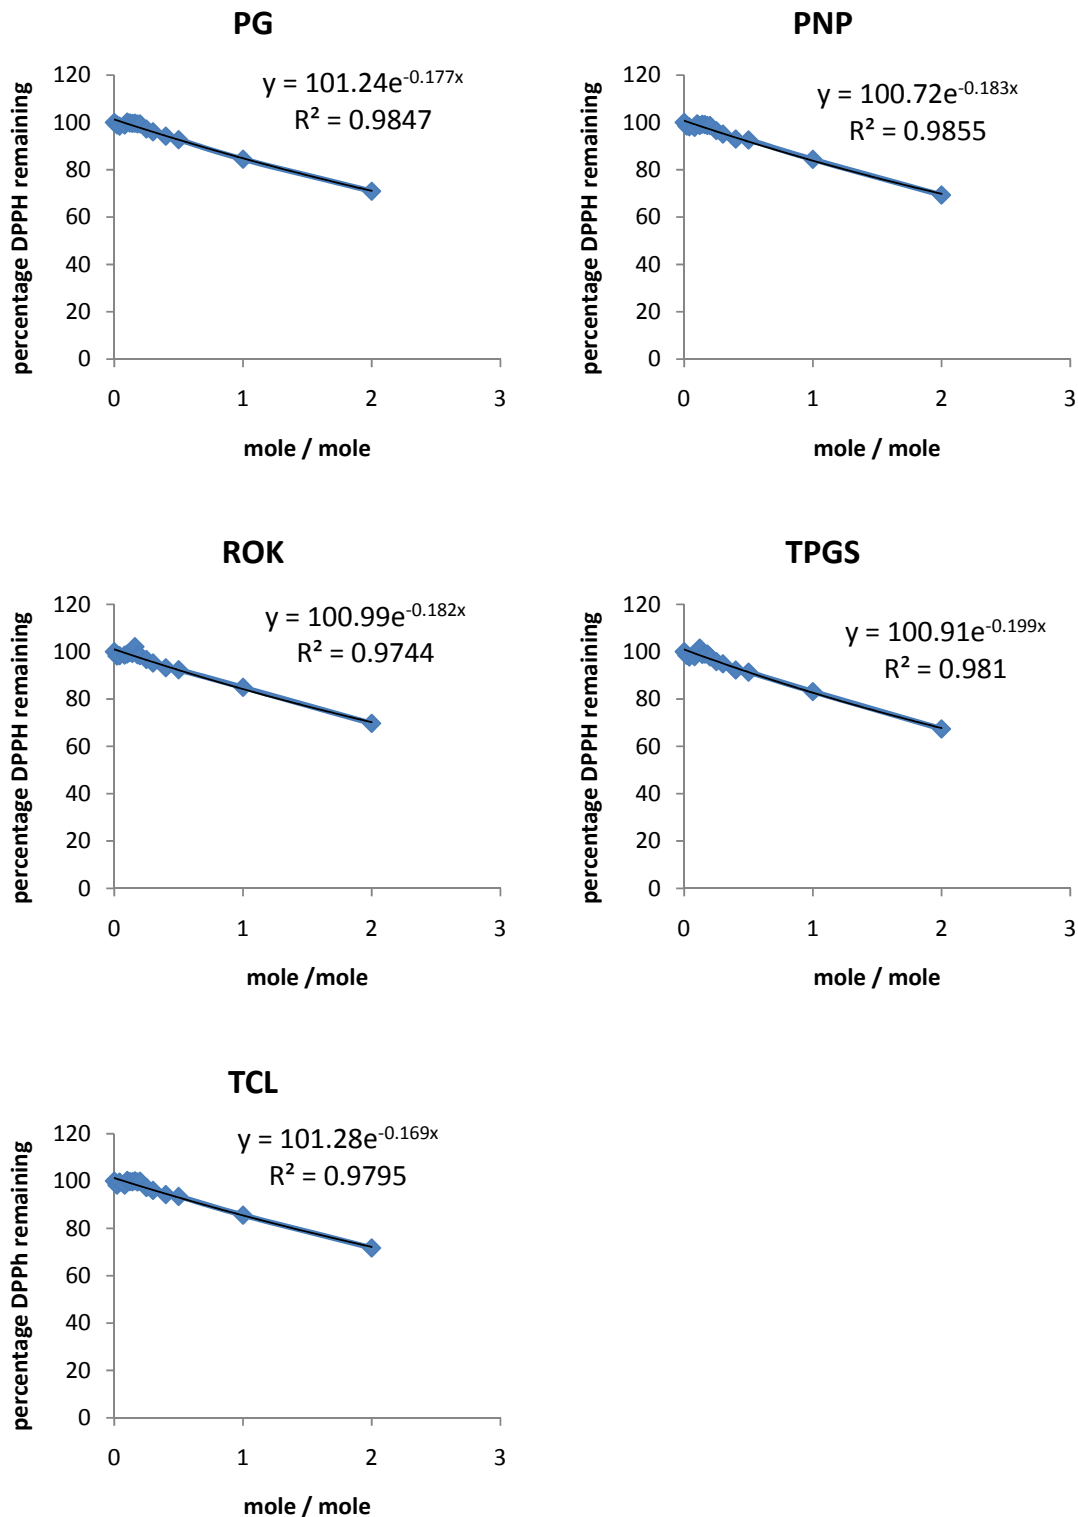 PG
y = 101.24e^-0.177x
R² = 0.9847
120
100
80
60
40
20
0
0 1 2 3
percentage DPPH remaining
mole / mole
PNP
y = 100.72e^-0.183x
R² = 0.9855
120
100
80
60
40
20
0
0 1 2 3
percentage DPPH remaining
mole / mole
ROK
y = 100.99e^-0.182x
R² = 0.9744
120
100
80
60
40
20
0
0 1 2 3
percentage DPPH remaining
mole /mole
TPGS
y = 100.91e^-0.199x
R² = 0.981
120
100
80
60
40
20
0
0 1 2 3
percentage DPPH remaining
mole / mole
TCL
y = 101.28e^-0.169x
R² = 0.9795
120
100
80
60
40
20
0
0 1 2 3
percentage DPPh remaining
mole / mole